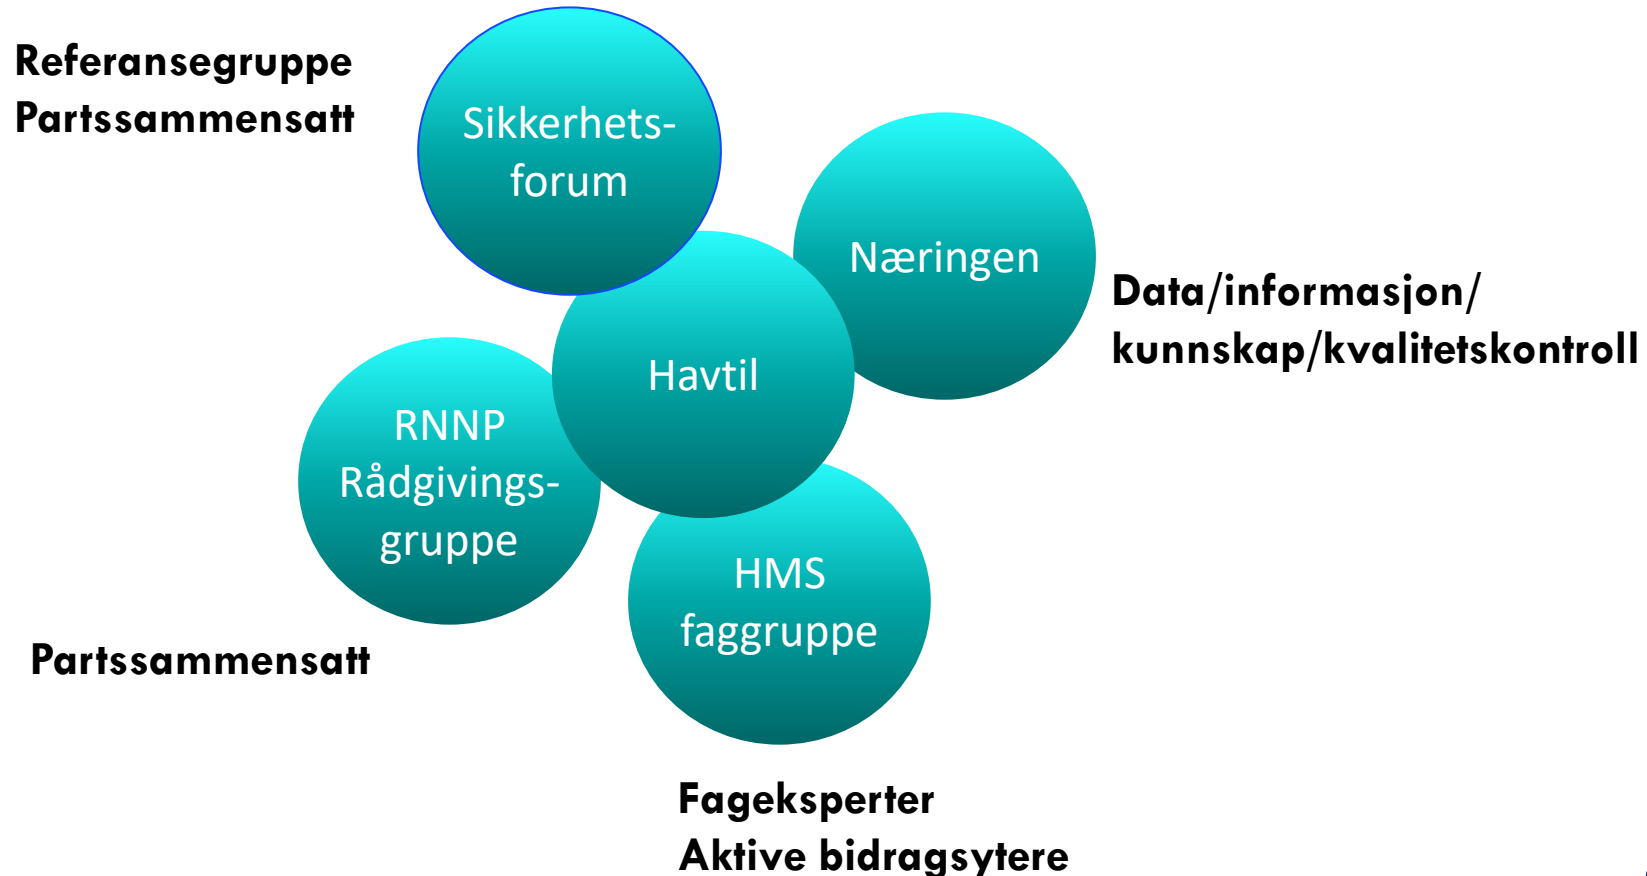 Referansegruppe
Partssammensatt
Sikkerhets-
forum
Næringen
Data/informasjon/
kunnskap/kvalitetskontroll
Havtil
RNNP
Rådgivings-
gruppe
Partssammensatt
HMS
faggruppe
Fageksperter
Aktive bidragsytere